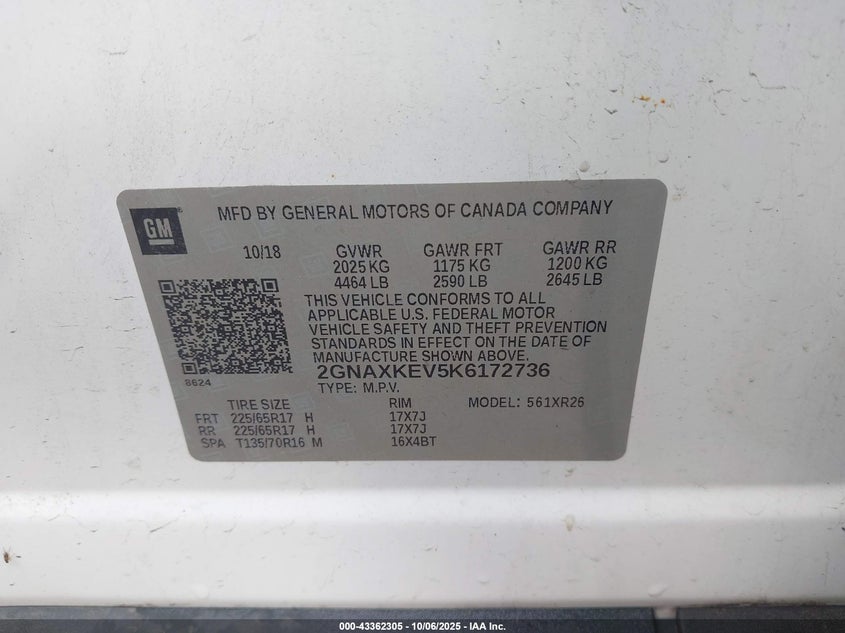 GM
MFD BY GENERAL MOTORS OF CANADA COMPANY
10/18 GVWR GAWR FRT GAWR RR
2025 KG 1175 KG 1200 KG
4464 LB 2590 LB 2645 LB
THIS VEHICLE CONFORMS TO ALL
APPLICABLE U.S. FEDERAL MOTOR
VEHICLE SAFETY AND THEFT PREVENTION
STANDARDS IN EFFECT ON THE DATE OF
MANUFACTURE SHOWN ABOVE.
8624
2GNAXKEV5K6172736
TYPE: M.P.V.
TIRE SIZE RIM MODEL: 561XR26
FRT 225/65R17 H 17X7J
RR 225/65R17 H 17X7J
SPA T135/70R16 M 16X4BT
000-43362305 - 10/06/2025 - IAA Inc.